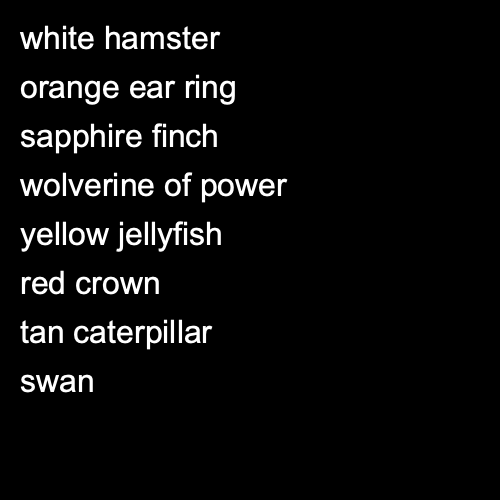 white hamster
orange ear ring
sapphire finch
wolverine of power
yellow jellyfish
red crown
tan caterpillar
swan